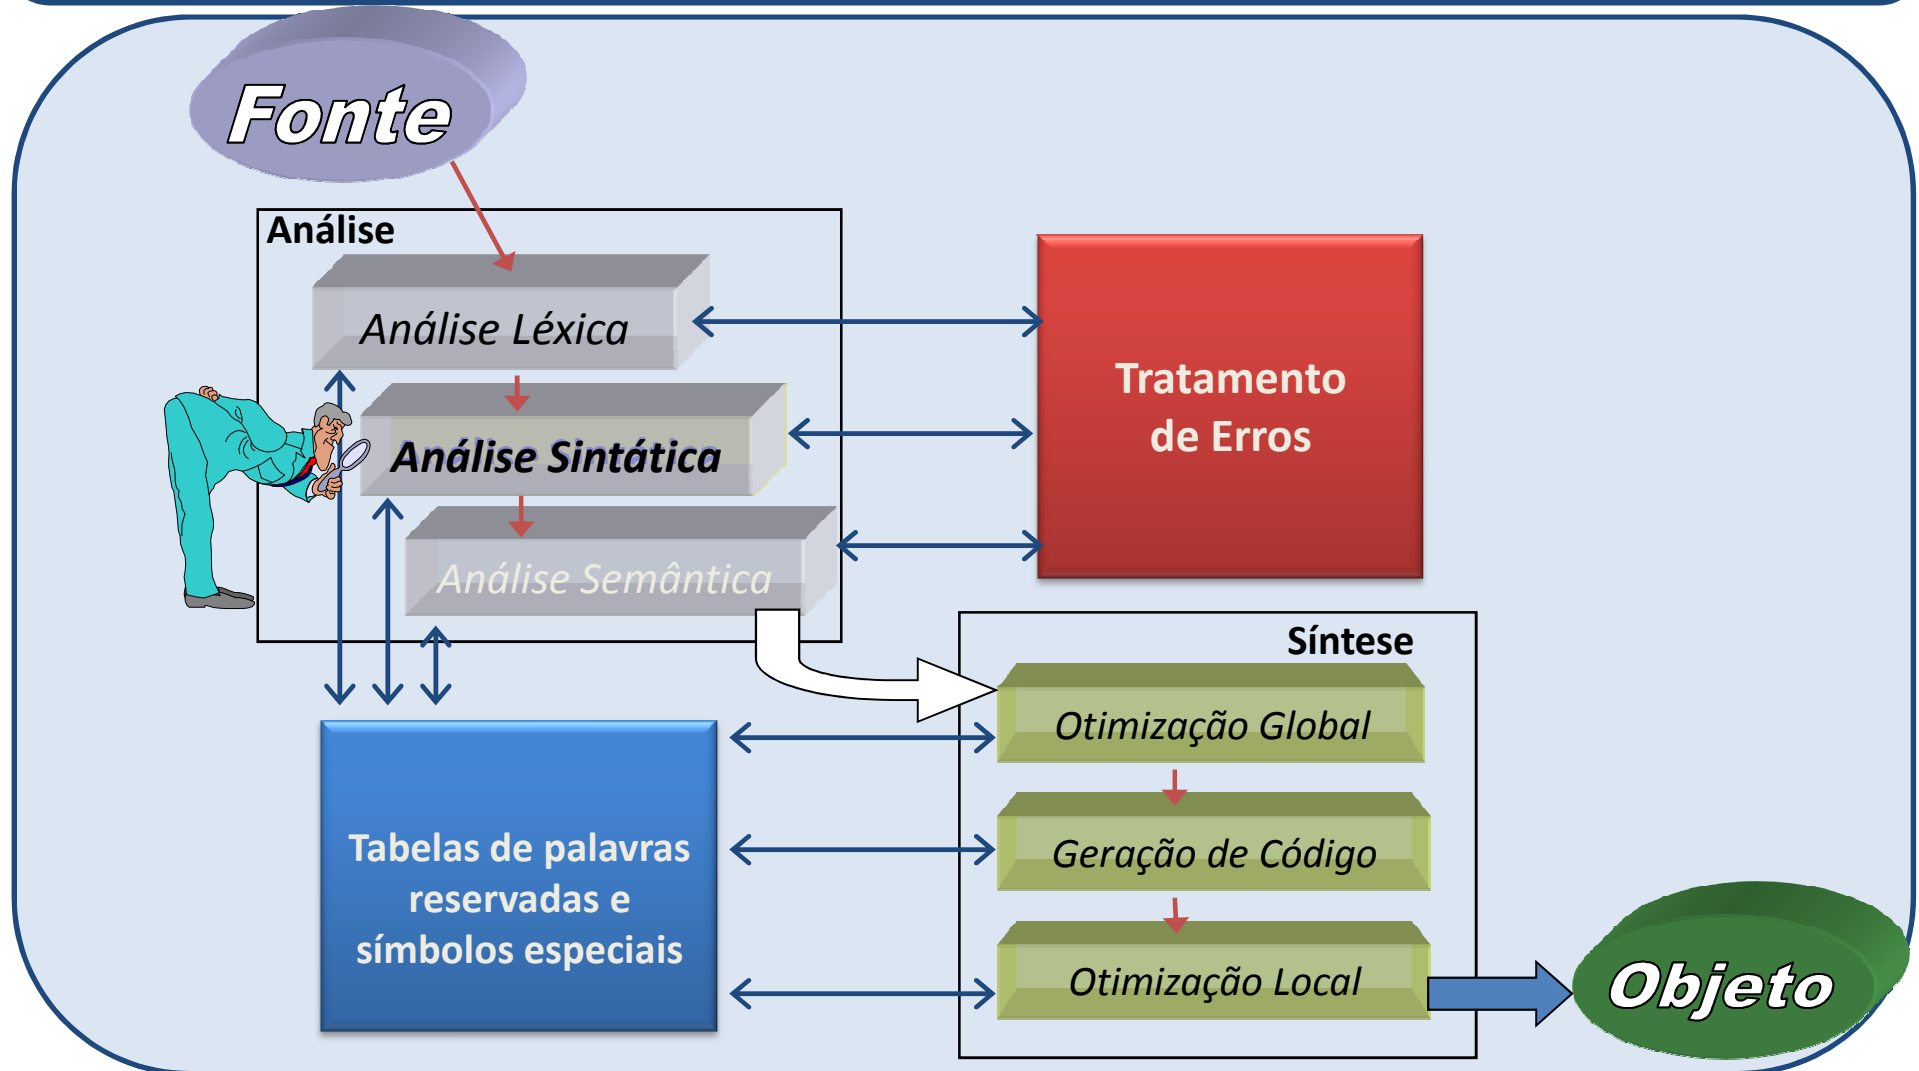 Fonte
Análise
Análise Léxica
Análise Sintática
Análise Semântica
Tratamento
de Erros
Síntese
Otimização Global
Geração de Código
Otimização Local
Tabelas de palavras
reservadas e
símbolos especiais
Objeto